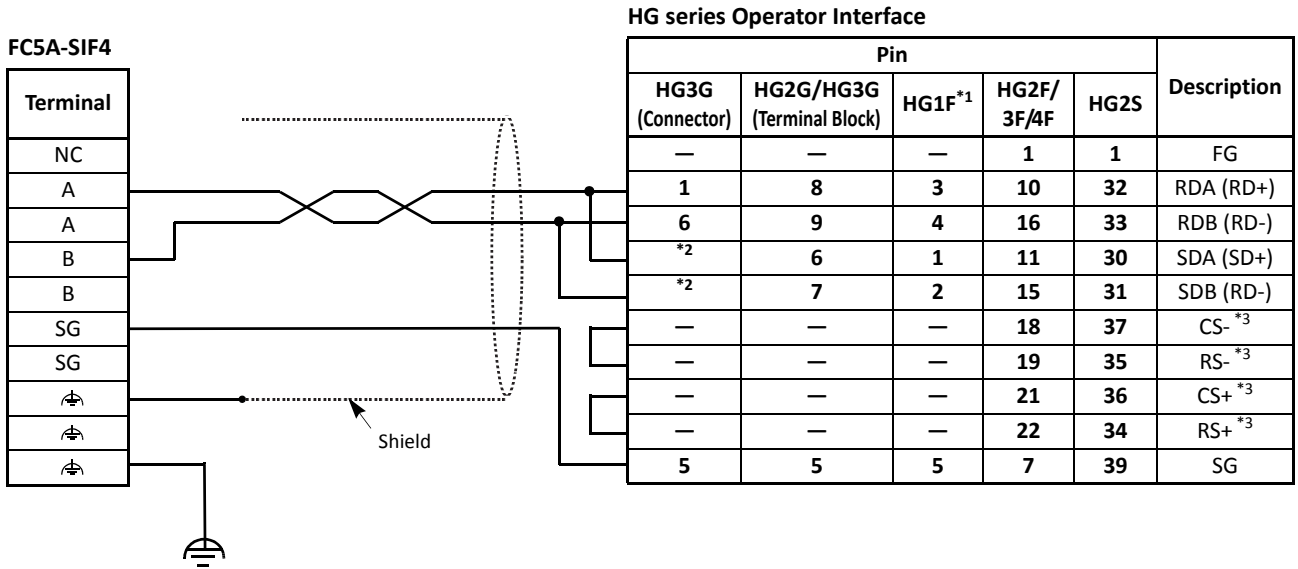 HG series Operator Interface
FC5A-SIF4
Terminal
NC
A
A
B
B
SG
SG
Shield
Pin Description
HG3G (Connector) HG2G/HG3G (Terminal Block) HG1F*1 HG2F/3F/4F HG2S
— — — 1 1 FG
1 8 3 10 32 RDA (RD+)
6 9 4 16 33 RDB (RD-)
*2 6 1 11 30 SDA (SD+)
*2 7 2 15 31 SDB (RD-)
— — — 18 37 CS- *3
— — — 19 35 RS- *3
— — — 21 36 CS+ *3
— — — 22 34 RS+ *3
5 5 5 7 39 SG